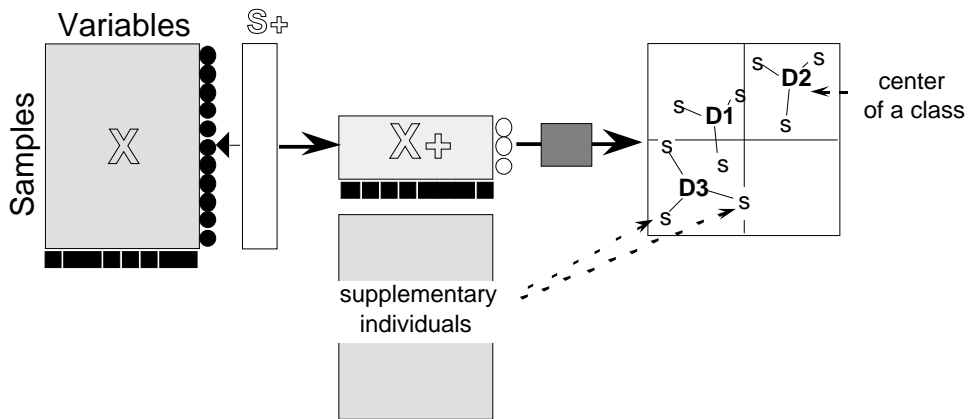 Variables
S+
Samples
X
X+
S
S
S
D2
S
S
S
D1
S
S
D3
S
S
center
of a class
supplementary
individuals